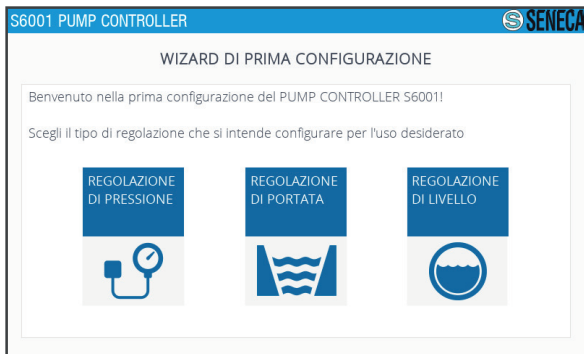 S6001 PUMP CONTROLLER
S SENECA
WIZARD DI PRIMA CONFIGURAZIONE
Benvenuto nella prima configurazione del PUMP CONTROLLER S6001!
Scegli il tipo di regolazione che si intende configurare per l'uso desiderato
REGOLAZIONE
DI PRESSIONE
REGOLAZIONE
DI PORTATA
REGOLAZIONE
DI LIVELLO